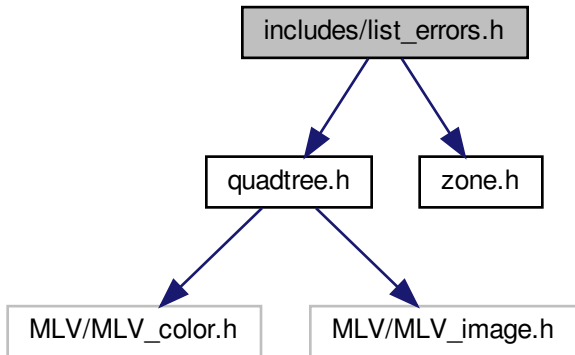 includes/list_errors.h
quadtree.h
zone.h
MLV/MLV_color.h
MLV/MLV_image.h